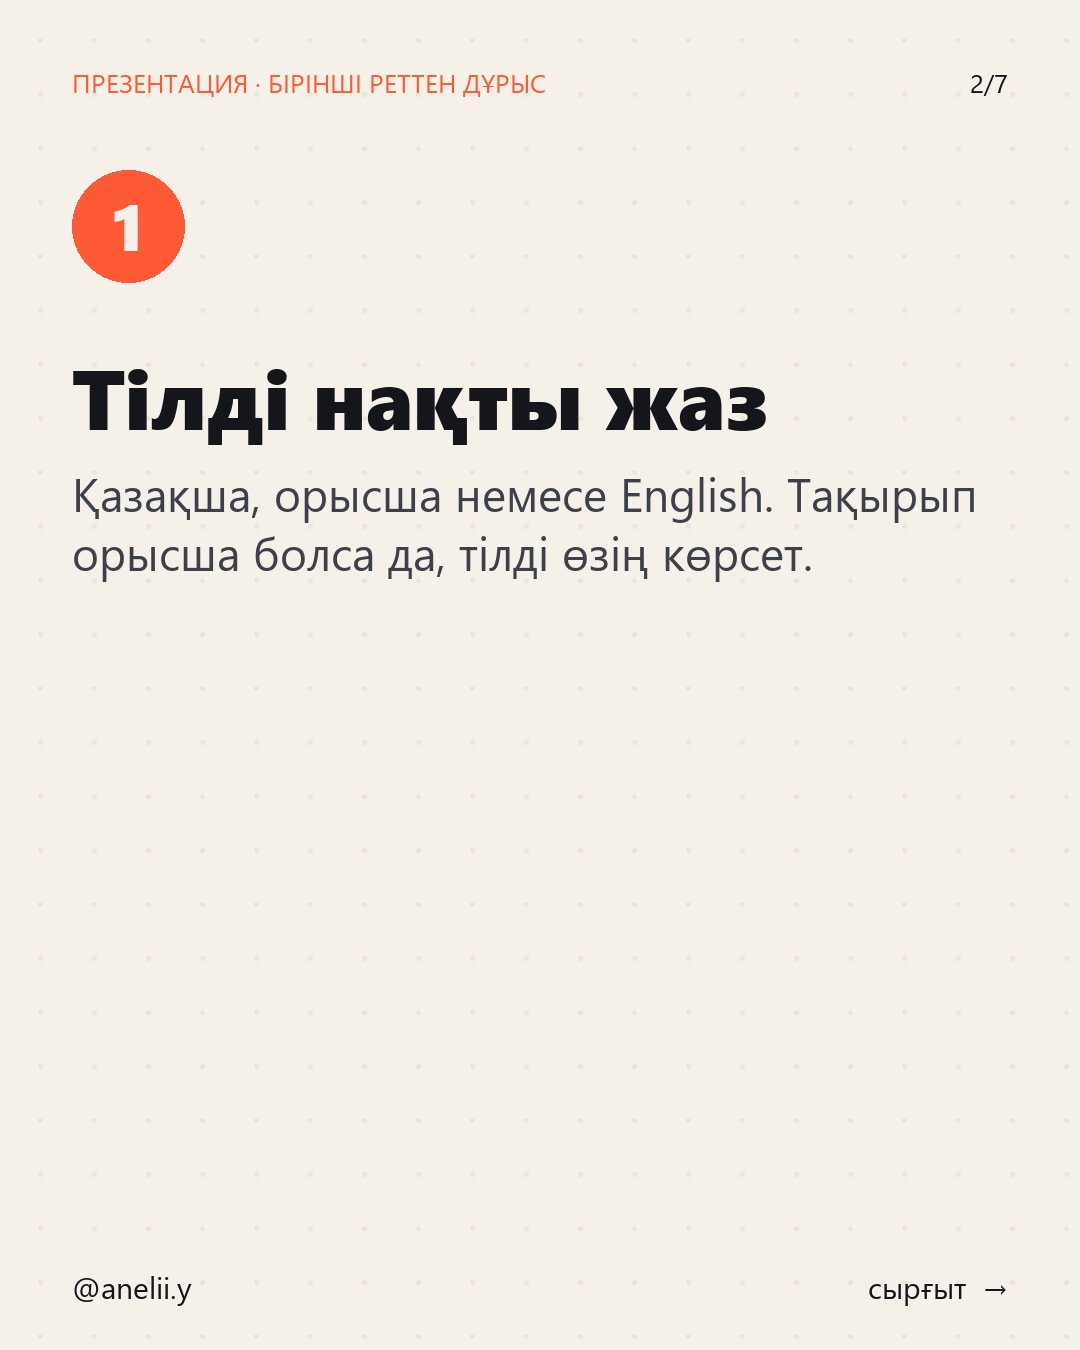 ПРЕЗЕНТАЦИЯ · БІРІНШІ РЕТТЕН ДҰРЫС
2/7
1
Тілді нақты жаз
Қазақша, орысша немесе English. Тақырып
орысша болса да, тілді өзің көрсет.
@anelii.y
сырғыт →